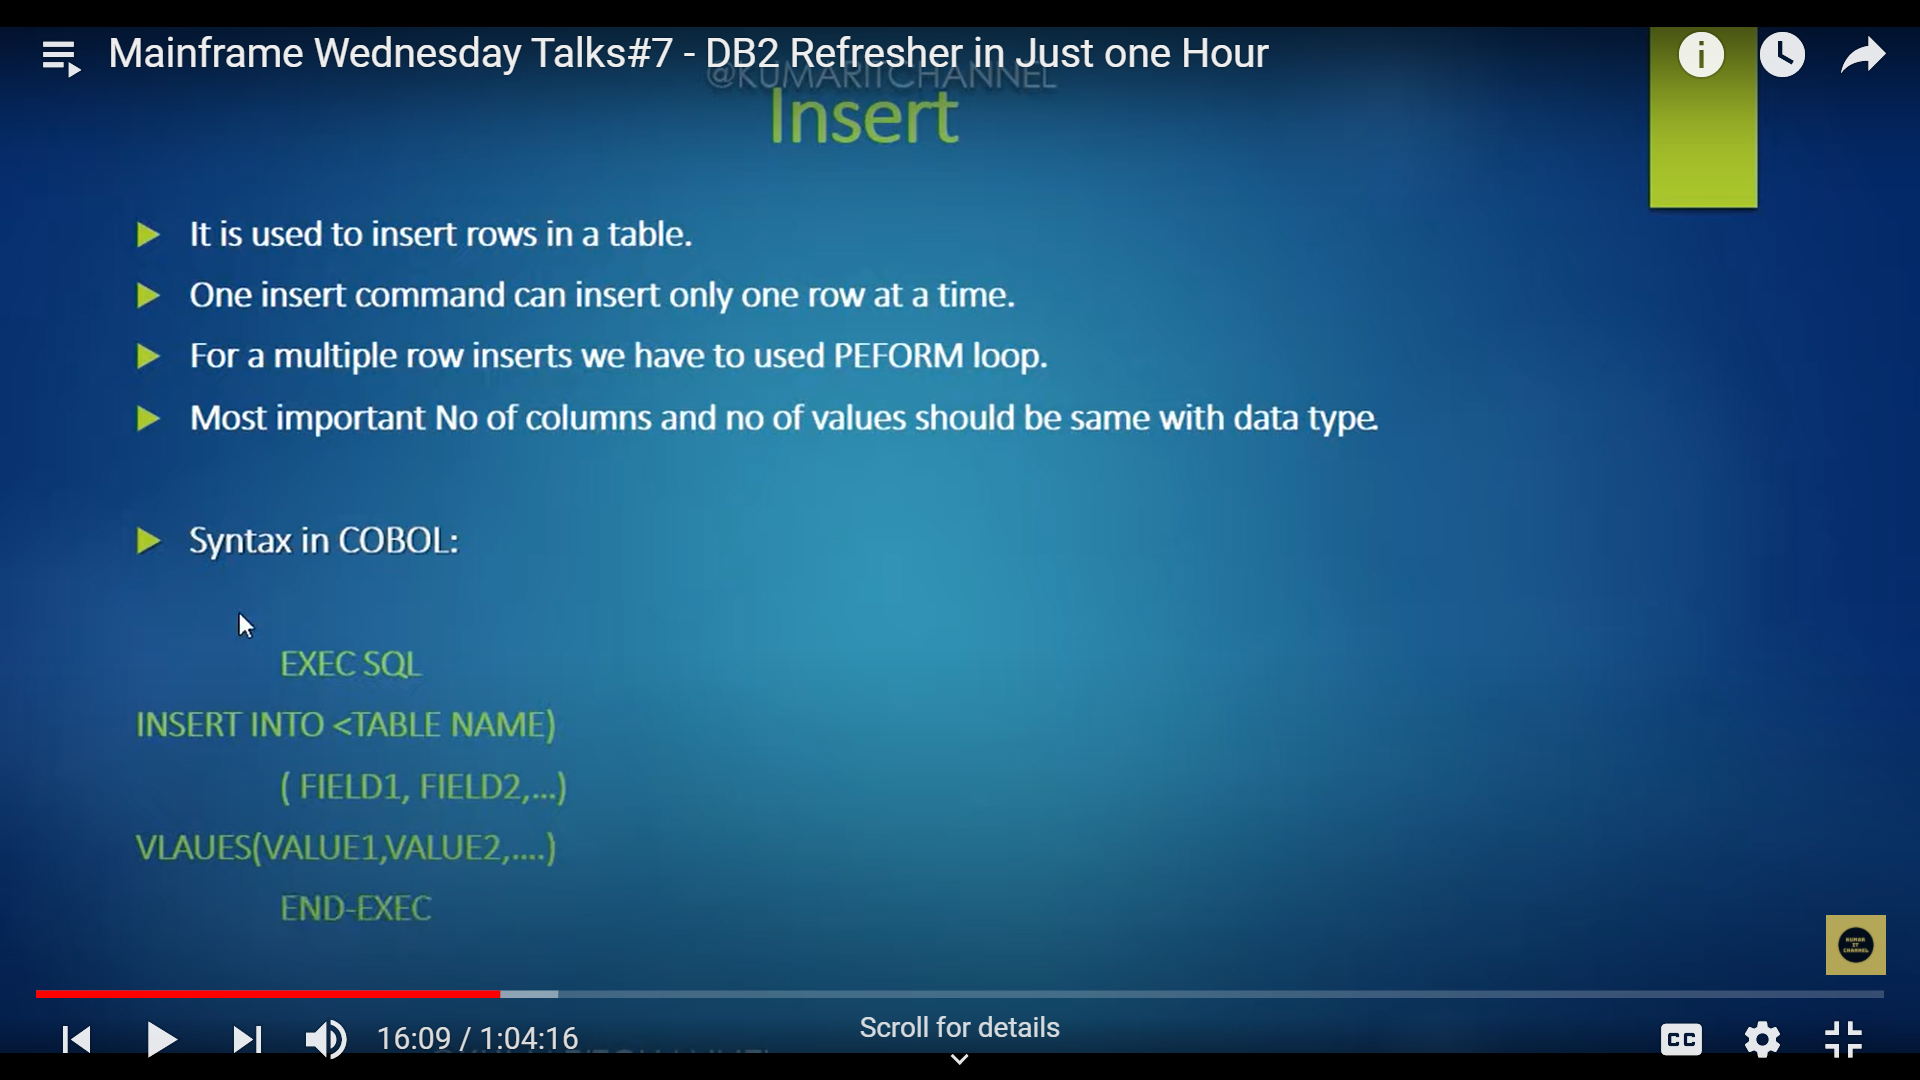 Mainframe Wednesday Talks#7 - DB2 Refresher in Just one Hour
@KUMARITCHANNEL
Insert
It is used to insert rows in a table.
One insert command can insert only one row at a time.
For a multiple row inserts we have to used PEFORM loop.
Most important No of columns and no of values should be same with data type.
Syntax in COBOL:
EXEC SQL
INSERT INTO <TABLE NAME)
( FIELD1, FIELD2,...)
VLAUES(VALUE1,VALUE2,....)
END-EXEC
KUMAR
IT
CHANNEL
16:09 / 1:04:16
Scroll for details
CC